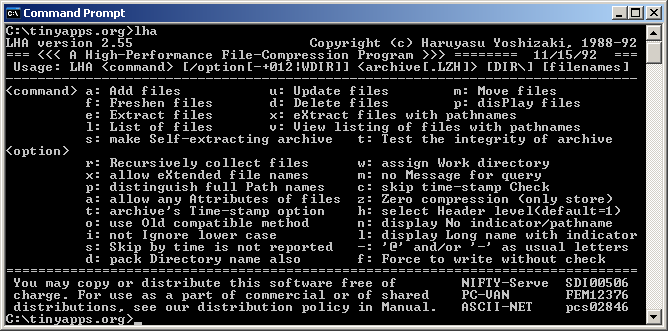 Command Prompt
C:\tinyapps.org>lha
LHA version 2.55 Copyright (c) Haruyasu Yoshizaki, 1988-92
=== <<< A High-Performance File-Compression Program >>> ======== 11/15/92 ===
Usage: LHA <command> [/option[-+012|WDIR]] <archive[.LZH]> [DIR\] [filenames]
<command> a: Add files u: Update files m: Move files
f: Freshen files d: Delete files p: disPlay files
e: Extract files x: eXtract files with pathnames
l: List of files v: View listing of files with pathnames
s: make Self-extracting archive t: Test the integrity of archive
<option>
r: Recursively collect files w: assign Work directory
x: allow eXtended file names m: no Message for query
p: distinguish full Path names c: skip time-stamp Check
a: allow any Attributes of files z: Zero compression (only store)
t: archive's Time-stamp option h: select Header level(default=1)
o: use Old compatible method n: display No indicator/pathname
i: not Ignore lower case l: display Long name with indicator
s: Skip by time is not reported -: '@' and/or '-' as usual letters
d: pack Directory name also f: Force to write without check
You may copy or distribute this software free of NIFTY-Serve SDI00506
charge. For use as a part of commercial or of shared PC-VAN FEM12376
distributions, see our distribution policy in Manual. ASCII-NET pcs02846
C:\tinyapps.org>_